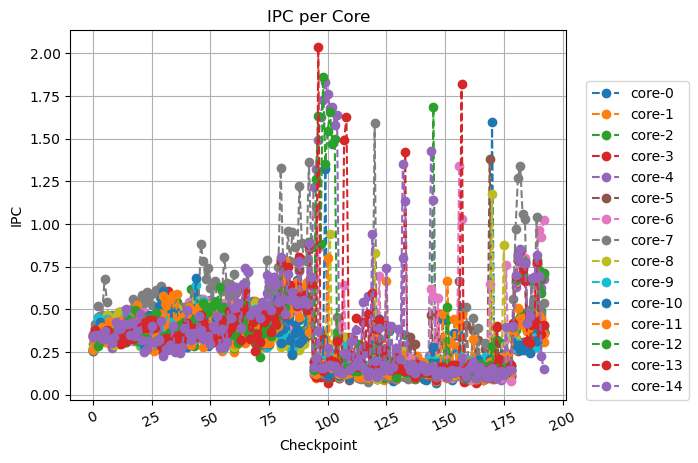 IPC per Core
IPC
2.00
1.75
1.50
1.25
1.00
0.75
0.50
0.25
0.00
0
25
50
75
100
125
150
175
200
Checkpoint
core-0
core-1
core-2
core-3
core-4
core-5
core-6
core-7
core-8
core-9
core-10
core-11
core-12
core-13
core-14